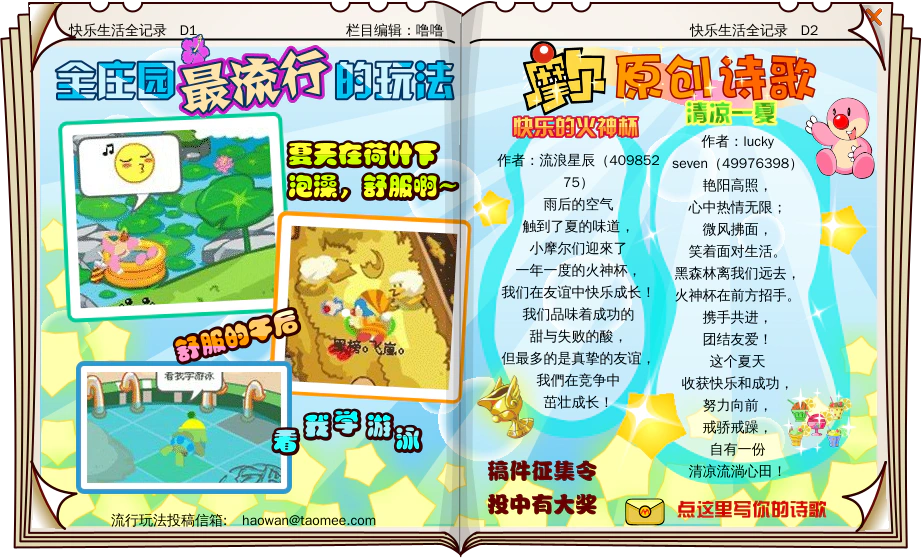 快乐生活全记录 D1
栏目编辑：噜噜
全庄园最流行的玩法
夏天在荷叶下
泡澡，舒服啊~
舒服的午后
看我学游泳
看我学游泳
流行玩法投稿信箱: haowan@taomee.com
快乐生活全记录 D2
摩尔原创诗歌
快乐的火神杯
作者：流浪星辰（409852
75）
雨后的空气
触到了夏的味道，
小摩尔们迎來了
一年一度的火神杯，
我们在友谊中快乐成长！
我们品味着成功的
甜与失败的酸，
但最多的是真挚的友谊，
我們在竞争中
茁壮成长！
清凉一夏
作者：lucky
seven（49976398）
艳阳高照，
心中热情无限；
微风拂面，
笑着面对生活。
黑森林离我们远去，
火神杯在前方招手。
携手共进，
团结友爱！
这个夏天
收获快乐和成功，
努力向前，
戒骄戒躁，
自有一份
清凉流淌心田！
稿件征集令
投中有大奖
点这里写你的诗歌